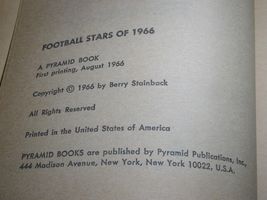 FOOTBALL STARS OF 1966
A PYRAMID BOOK
First printing, August 1966
Copyright © 1966 by Berry Stainback
All Rights Reserved
Printed in the United States of America
PYRAMID BOOKS are published by Pyramid Publications, Inc.,
444 Madison Avenue, New York, New York 10022, U.S.A.